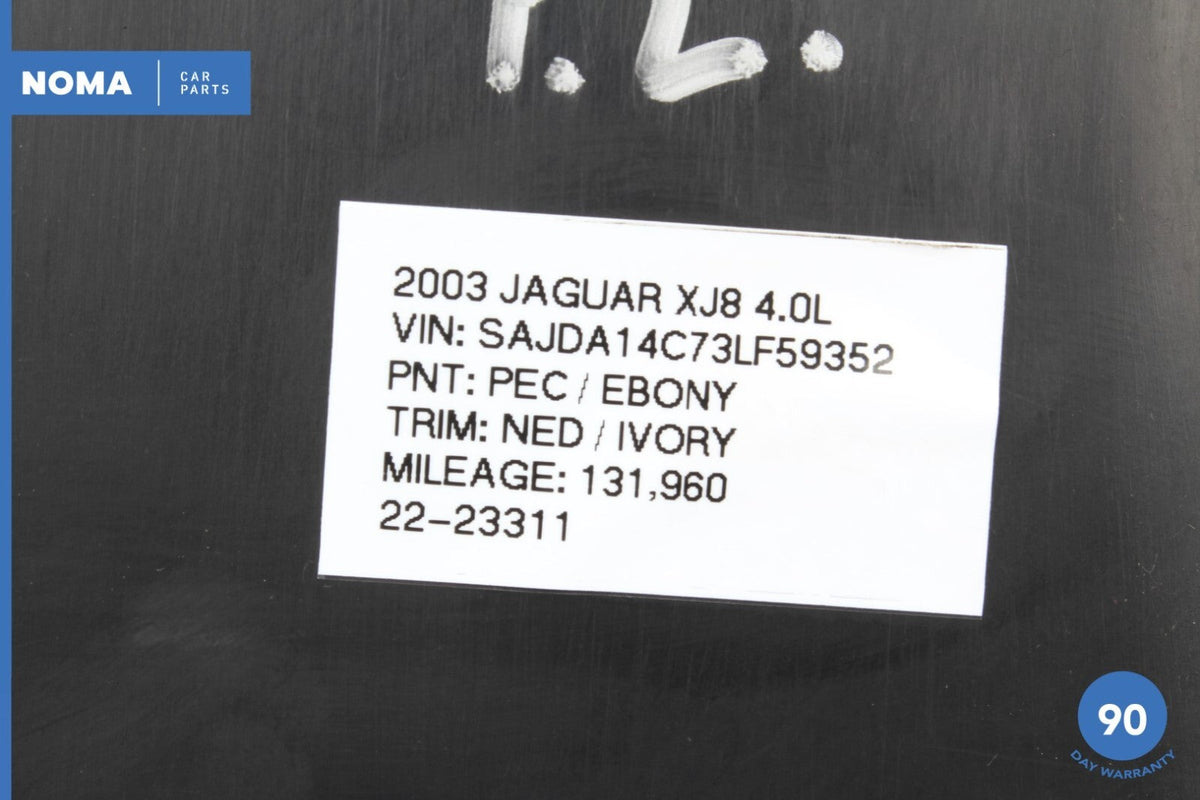 NOMA
CAR
PARTS
2003 JAGUAR XJ8 4.0L
VIN: SAJDA14C73LF59352
PNT: PEC / EBONY
TRIM: NED / IVORY
MILEAGE: 131,960
22-23311
90
DAY WARRANTY